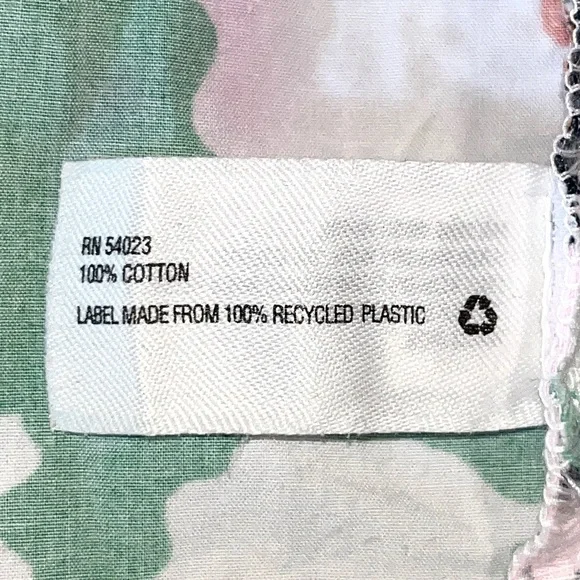 RN 54023
100% COTTON
LABEL MADE FROM 100% RECYCLED PLASTIC